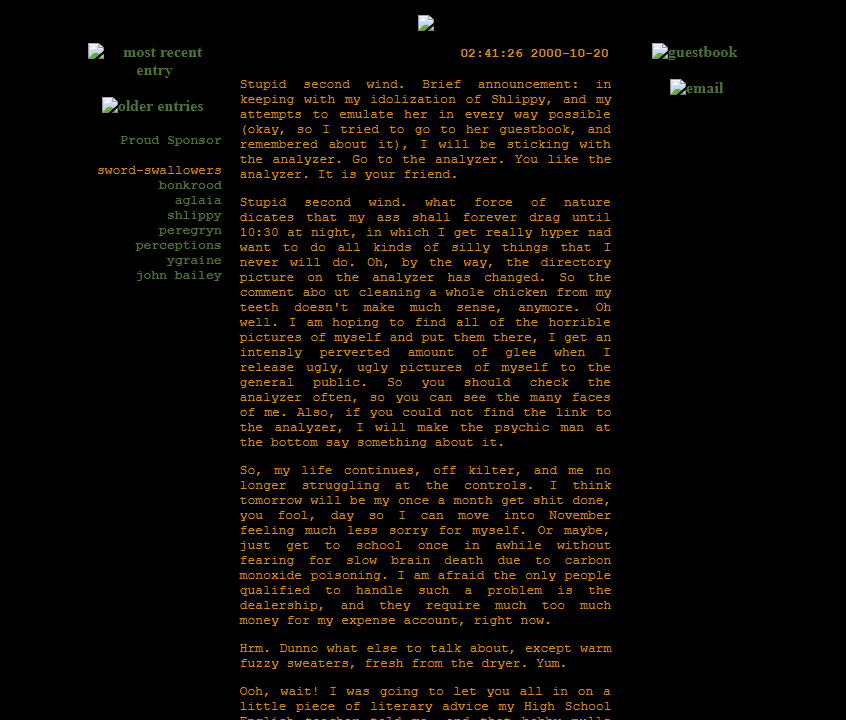 most recent
entry
older entries
Proud Sponsor
sword-swallowers
bonkrood
aglaia
shlippy
peregryn
perceptions
ygraine
john bailey
02:41:26 2000-10-20
Stupid second wind. Brief announcement: in
keeping with my idolization of Shlippy, and my
attempts to emulate her in every way possible
(okay, so I tried to go to her guestbook, and
remembered about it), I will be sticking with
the analyzer. Go to the analyzer. You like the
analyzer. It is your friend.
Stupid second wind. what force of nature
dicates that my ass shall forever drag until
10:30 at night, in which I get really hyper nad
want to do all kinds of silly things that I
never will do. Oh, by the way, the directory
picture on the analyzer has changed. So the
comment abo ut cleaning a whole chicken from my
teeth doesn't make much sense, anymore. Oh
well. I am hoping to find all of the horrible
pictures of myself and put them there, I get an
intensly perverted amount of glee when I
release ugly, ugly pictures of myself to the
general public. So you should check the
analyzer often, so you can see the many faces
of me. Also, if you could not find the link to
the analyzer, I will make the psychic man at
the bottom say something about it.
So, my life continues, off kilter, and me no
longer struggling at the controls. I think
tomorrow will be my once a month get shit done,
you fool, day so I can move into November
feeling much less sorry for myself. Or maybe,
just get to school once in awhile without
fearing for slow brain death due to carbon
monoxide poisoning. I am afraid the only people
qualified to handle such a problem is the
dealership, and they require much too much
money for my expense account, right now.
Hrm. Dunno what else to talk about, except warm
fuzzy sweaters, fresh from the dryer. Yum.
Ooh, wait! I was going to let you all in on a
little piece of literary advice my High School
guestbook
email